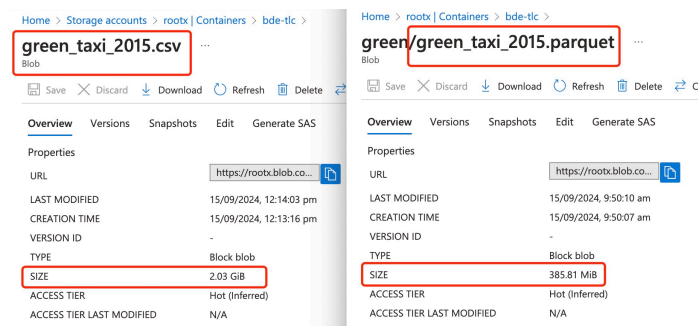 Home > Storage accounts > rootx | Containers > bde-tlc >
green_taxi_2015.csv ...
Blob
Save Discard Download Refresh Delete
Overview Versions Snapshots Edit Generate SAS
Properties
URL https://rootx.blob.co...
LAST MODIFIED 15/09/2024, 12:14:03 pm
CREATION TIME 15/09/2024, 12:13:16 pm
VERSION ID -
TYPE Block blob
SIZE 2.03 GiB
ACCESS TIER Hot (Inferred)
ACCESS TIER LAST MODIFIED N/A
Home > rootx | Containers > bde-tlc >
green/green_taxi_2015.parquet ...
Blob
Save Discard Download Refresh Delete
Overview Versions Snapshots Edit Generate SAS
Properties
URL https://rootx.blob.co...
LAST MODIFIED 15/09/2024, 9:50:10 am
CREATION TIME 15/09/2024, 9:50:07 am
VERSION ID -
TYPE Block blob
SIZE 385.81 MiB
ACCESS TIER Hot (Inferred)
ACCESS TIER LAST MODIFIED N/A